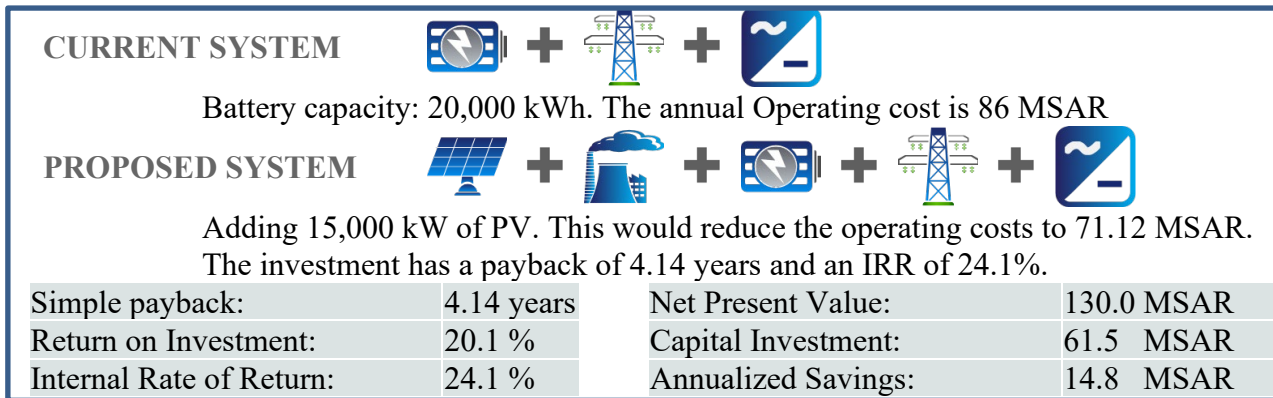 CURRENT SYSTEM
Battery capacity: 20,000 kWh. The annual Operating cost is 86 MSAR
PROPOSED SYSTEM
Adding 15,000 kW of PV. This would reduce the operating costs to 71.12 MSAR.
The investment has a payback of 4.14 years and an IRR of 24.1%.
Simple payback: 4.14 years Net Present Value: 130.0 MSAR
Return on Investment: 20.1 % Capital Investment: 61.5 MSAR
Internal Rate of Return: 24.1 % Annualized Savings: 14.8 MSAR